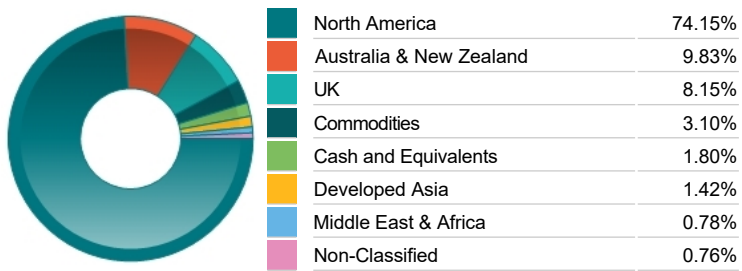 North America 74.15%
Australia & New Zealand 9.83%
UK 8.15%
Commodities 3.10%
Cash and Equivalents 1.80%
Developed Asia 1.42%
Middle East & Africa 0.78%
Non-Classified 0.76%